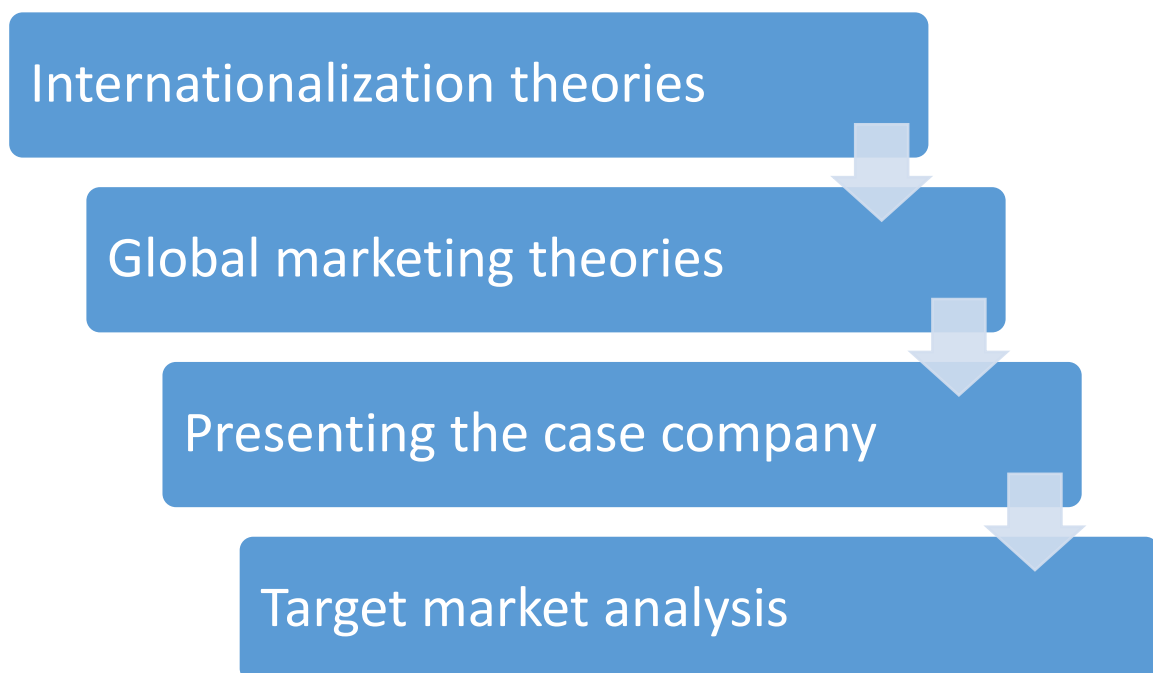 Internationalization theories
Global marketing theories
Presenting the case company
Target market analysis